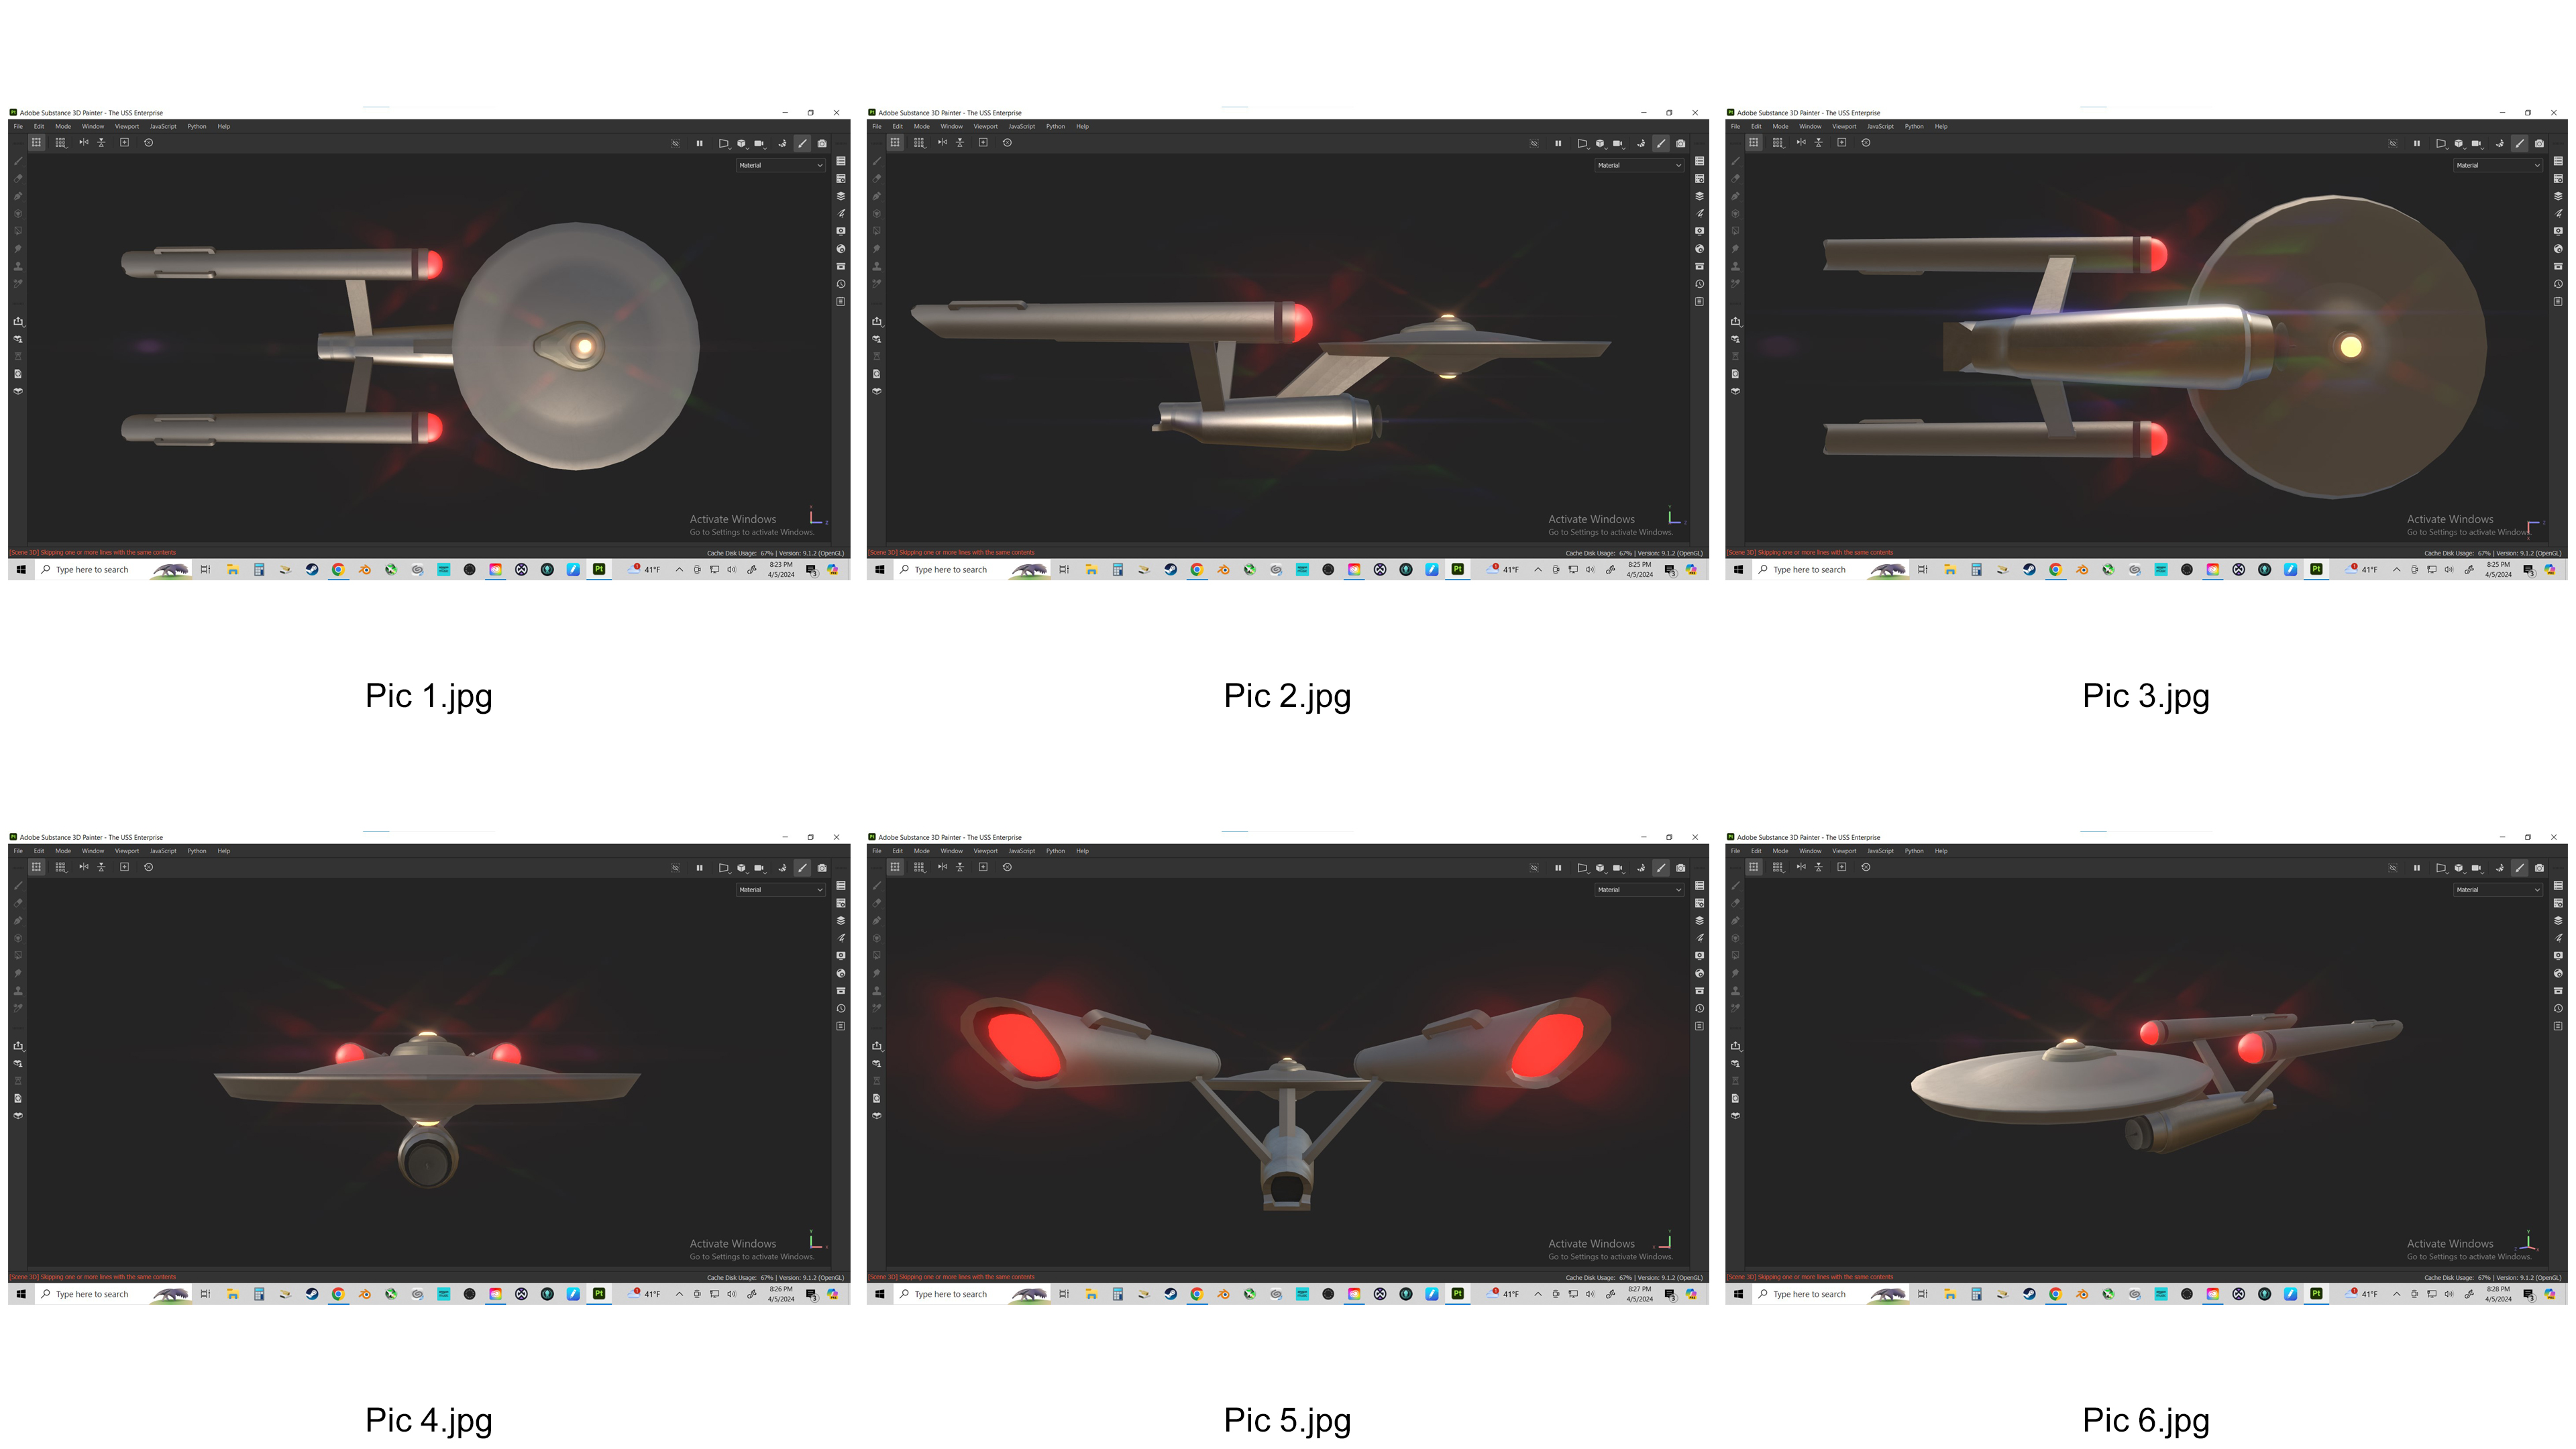 Adobe Substance 3D Painter - The USS Enterprise
File Edit Mode Window Viewport JavaScript Python Help
Material
Activate Windows
Go to Settings to activate Windows.
[Scene 3D] Skipping one or more lines with the same contents
Cache Disk Usage: 67% | Version: 9.1.2 (OpenGL)
Type here to search
Pt
41°F
8:23 PM
4/5/2024
Pic 1.jpg
Adobe Substance 3D Painter - The USS Enterprise
File Edit Mode Window Viewport JavaScript Python Help
Material
Activate Windows
Go to Settings to activate Windows.
[Scene 3D] Skipping one or more lines with the same contents
Cache Disk Usage: 67% | Version: 9.1.2 (OpenGL)
Type here to search
Pt
41°F
8:25 PM
4/5/2024
Pic 2.jpg
Adobe Substance 3D Painter - The USS Enterprise
File Edit Mode Window Viewport JavaScript Python Help
Material
Activate Windows
Go to Settings to activate Windows.
[Scene 3D] Skipping one or more lines with the same contents
Cache Disk Usage: 67% | Version: 9.1.2 (OpenGL)
Type here to search
Pt
41°F
8:25 PM
4/5/2024
Pic 3.jpg
Adobe Substance 3D Painter - The USS Enterprise
File Edit Mode Window Viewport JavaScript Python Help
Material
Activate Windows
Go to Settings to activate Windows.
[Scene 3D] Skipping one or more lines with the same contents
Cache Disk Usage: 67% | Version: 9.1.2 (OpenGL)
Type here to search
Pt
41°F
8:26 PM
4/5/2024
Pic 4.jpg
Adobe Substance 3D Painter - The USS Enterprise
File Edit Mode Window Viewport JavaScript Python Help
Material
Activate Windows
Go to Settings to activate Windows.
[Scene 3D] Skipping one or more lines with the same contents
Cache Disk Usage: 67% | Version: 9.1.2 (OpenGL)
Type here to search
Pt
41°F
8:27 PM
4/5/2024
Pic 5.jpg
Adobe Substance 3D Painter - The USS Enterprise
File Edit Mode Window Viewport JavaScript Python Help
Material
Activate Windows
Go to Settings to activate Windows.
[Scene 3D] Skipping one or more lines with the same contents
Cache Disk Usage: 67% | Version: 9.1.2 (OpenGL)
Type here to search
Pt
41°F
8:28 PM
4/5/2024
Pic 6.jpg